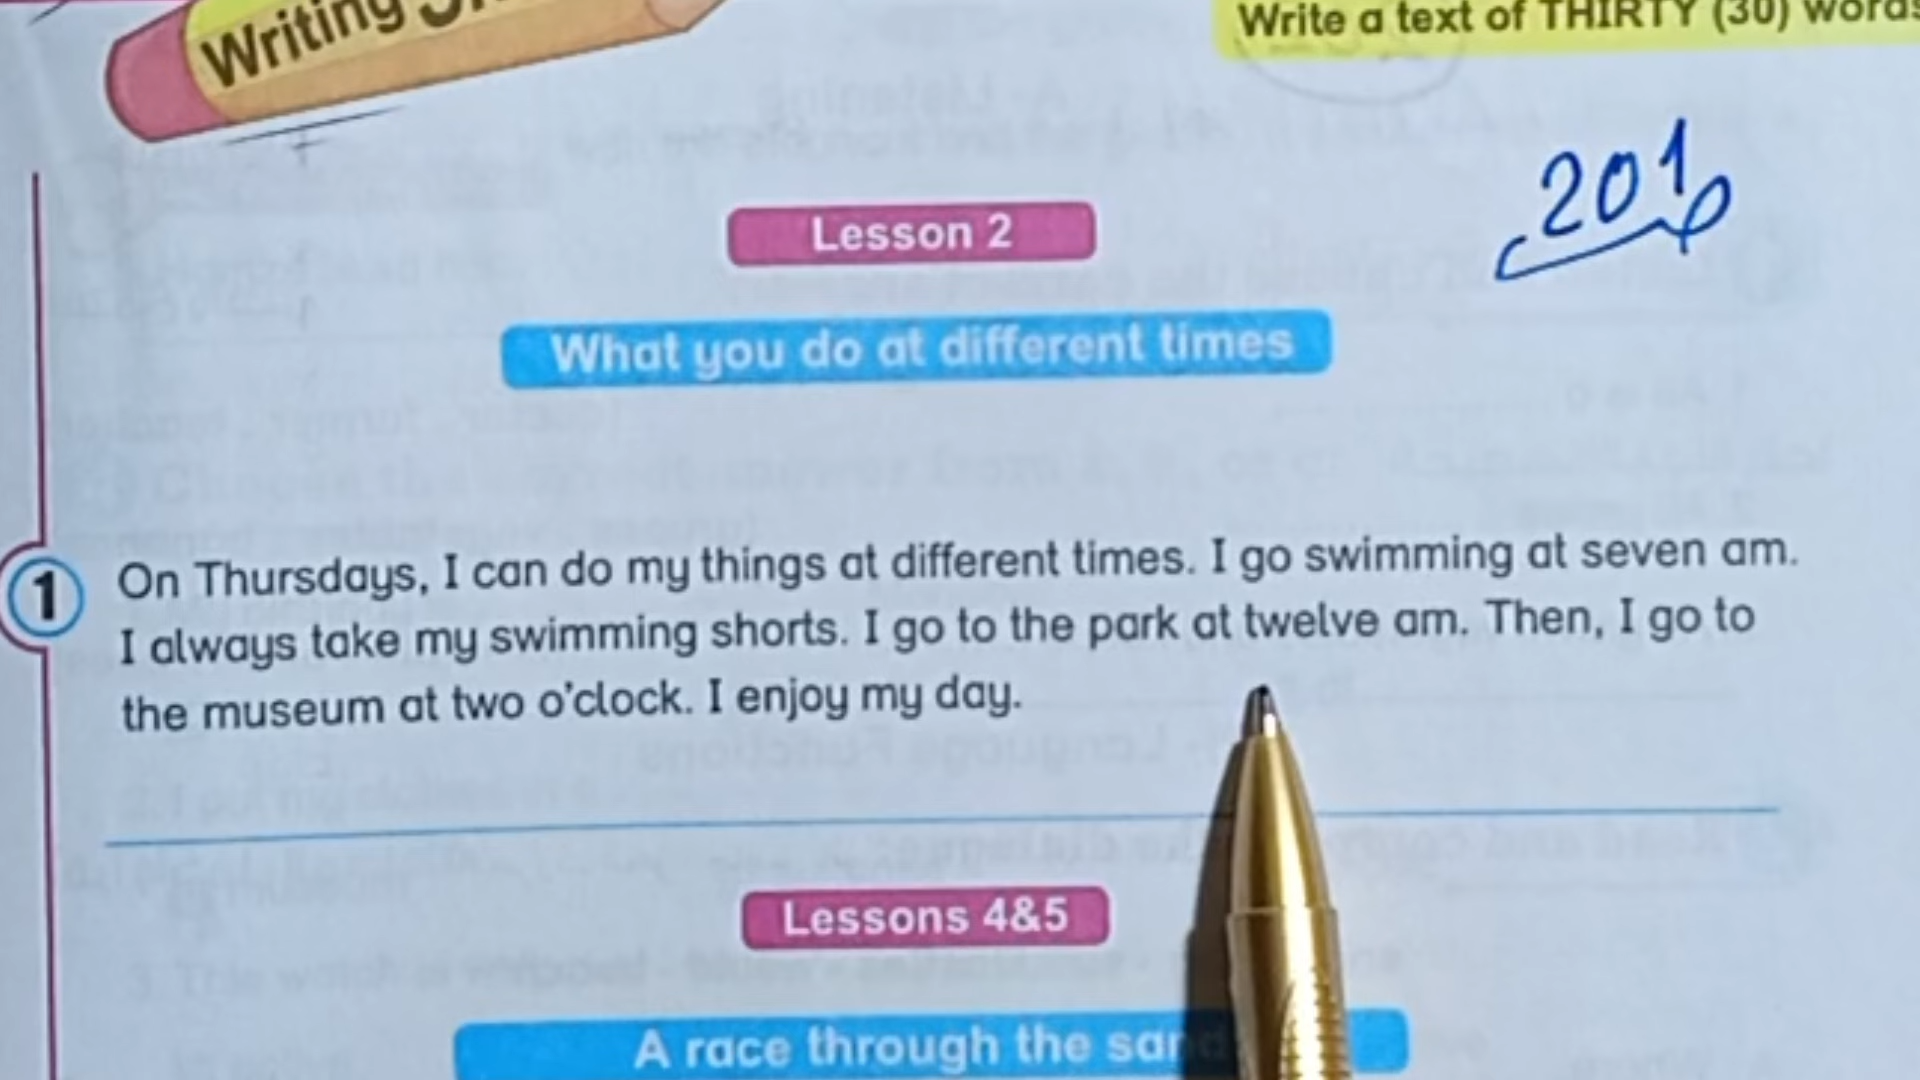 Writing
Write a text of THIRTY (30) words
201
Lesson 2
What you do at different times
1 On Thursdays, I can do my things at different times. I go swimming at seven am.
I always take my swimming shorts. I go to the park at twelve am. Then, I go to
the museum at two o'clock. I enjoy my day.
Lessons 4&5
A race through the sand